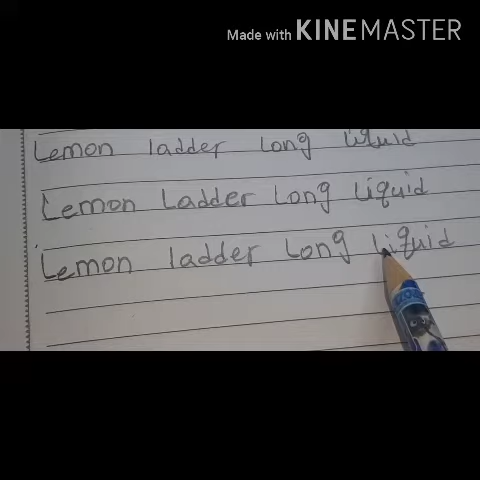 Made with KINEMASTER
Lemon ladder Long liquid
Lemon Ladder Long Liquid
Lemon ladder Long Liquid